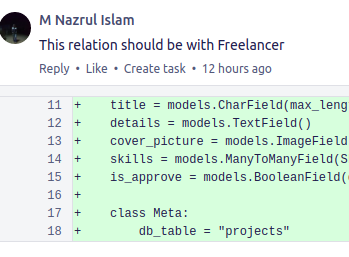 M Nazrul Islam
This relation should be with Freelancer
Reply • Like • Create task • 12 hours ago
11 + title = models.CharField(max_leng
12 + details = models.TextField()
13 + cover_picture = models.ImageField
14 + skills = models.ManyToManyField(S
15 + is_approve = models.BooleanField(
16 +
17 + class Meta:
18 + db_table = "projects"